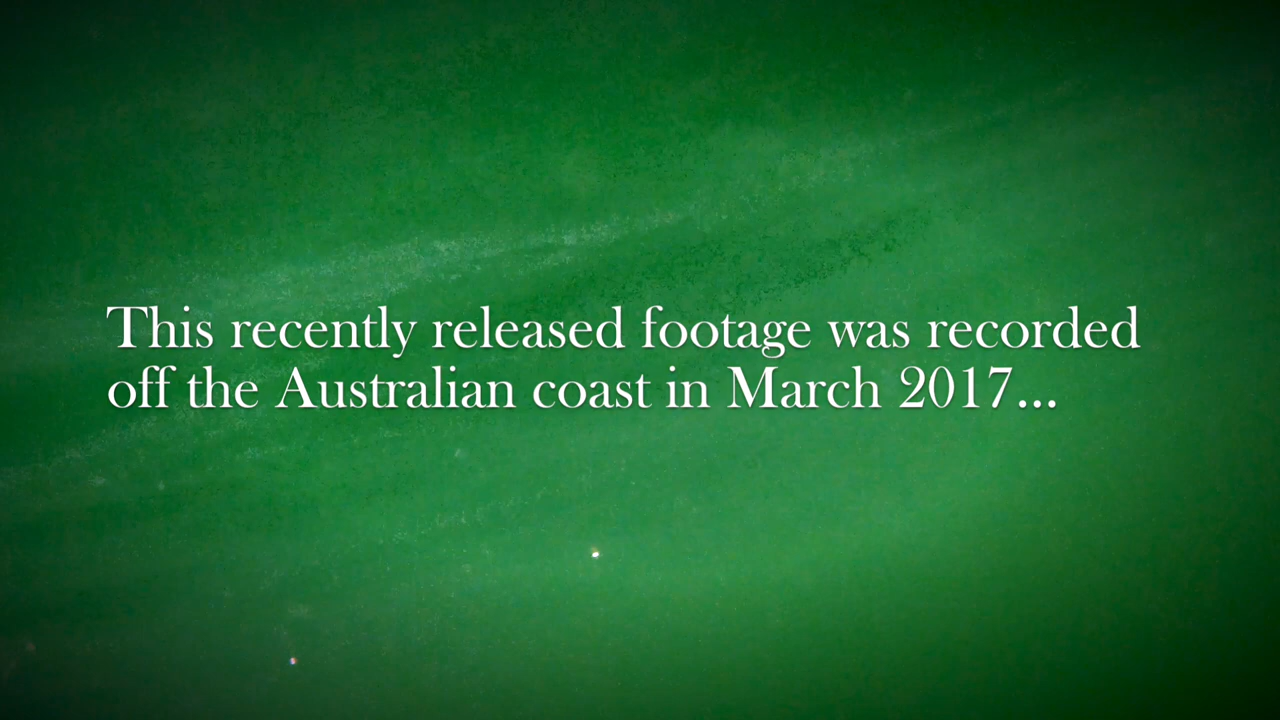 This recently released footage was recorded
off the Australian coast in March 2017...